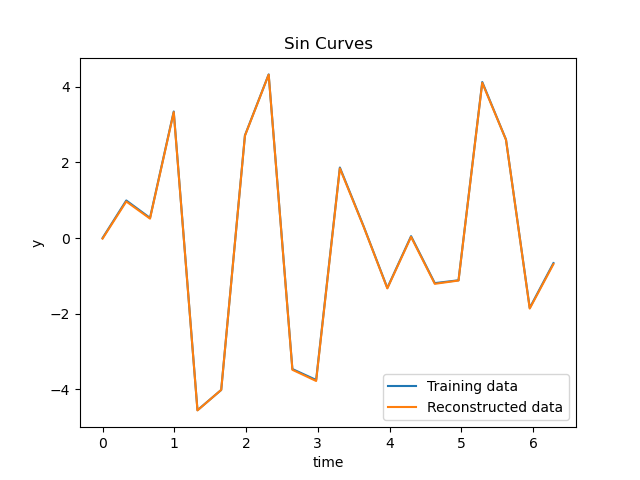 Sin Curves
y
4
2
0
−2
−4
0 1 2 3 4 5 6
time
Training data
Reconstructed data